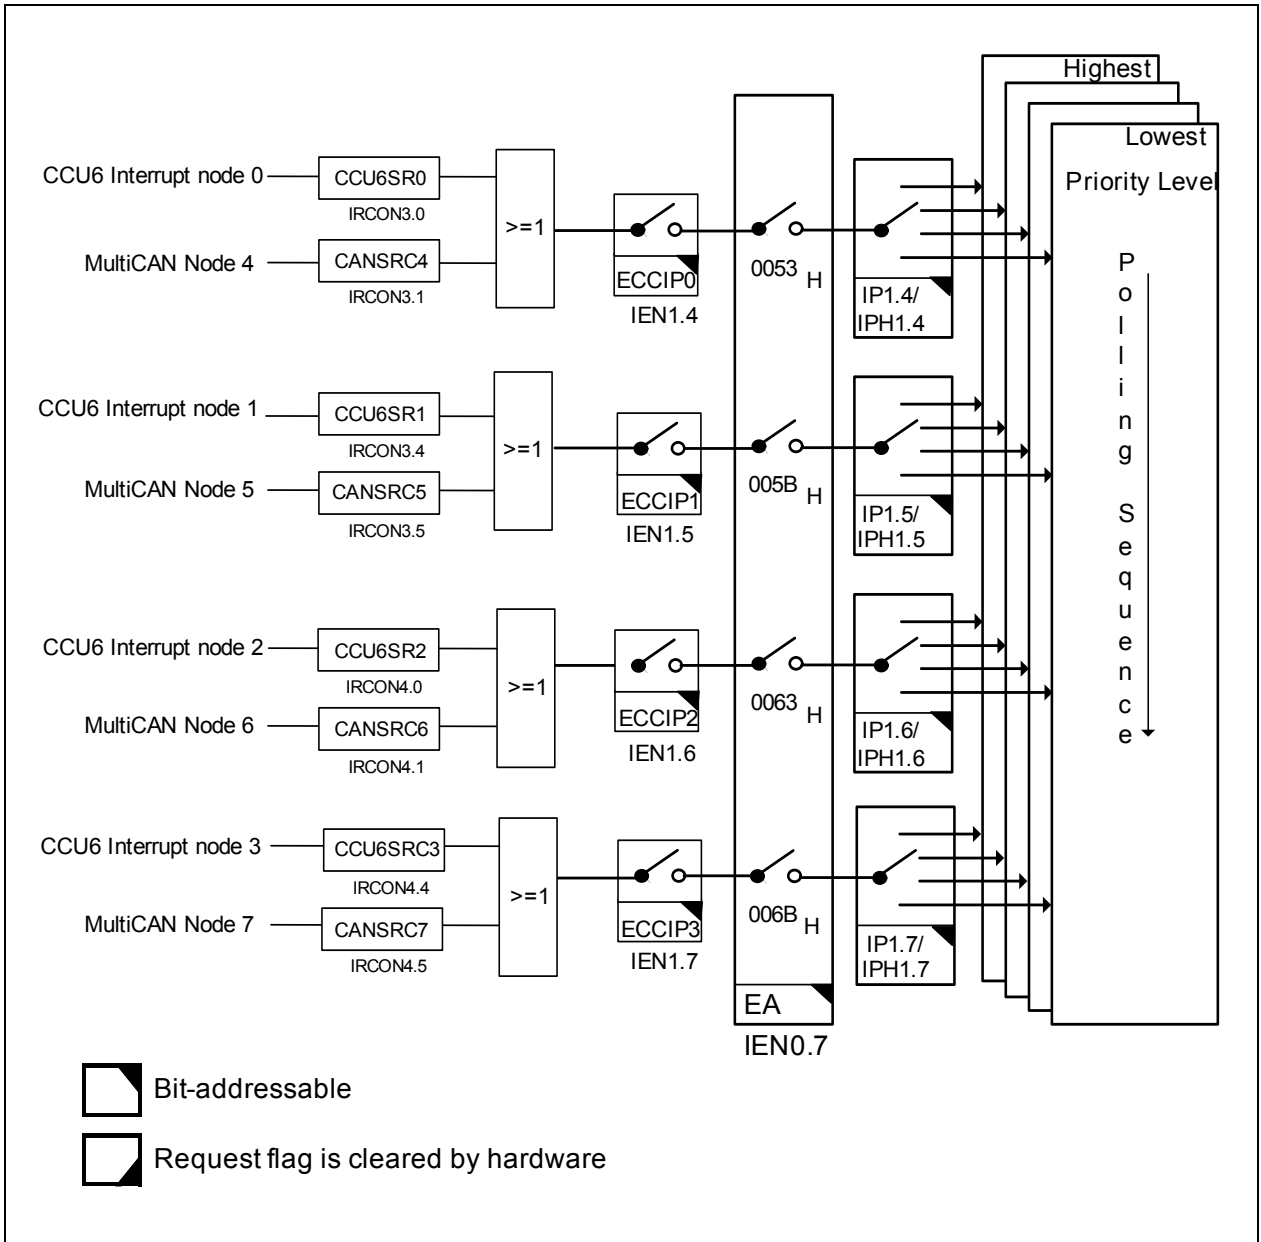 Highest
Lowest
Priority Level
Polling Sequence
CCU6 Interrupt node 0
CCU6SR0
IRCON3.0
MultiCAN Node 4
CANSRC4
IRCON3.1
>=1
ECCIP0
IEN1.4
0053 H
IP1.4/
IPH1.4
CCU6 Interrupt node 1
CCU6SR1
IRCON3.4
MultiCAN Node 5
CANSRC5
IRCON3.5
>=1
ECCIP1
IEN1.5
005B H
IP1.5/
IPH1.5
CCU6 Interrupt node 2
CCU6SR2
IRCON4.0
MultiCAN Node 6
CANSRC6
IRCON4.1
>=1
ECCIP2
IEN1.6
0063 H
IP1.6/
IPH1.6
CCU6 Interrupt node 3
CCU6SRC3
IRCON4.4
MultiCAN Node 7
CANSRC7
IRCON4.5
>=1
ECCIP3
IEN1.7
006B H
IP1.7/
IPH1.7
EA
IEN0.7
Bit-addressable
Request flag is cleared by hardware